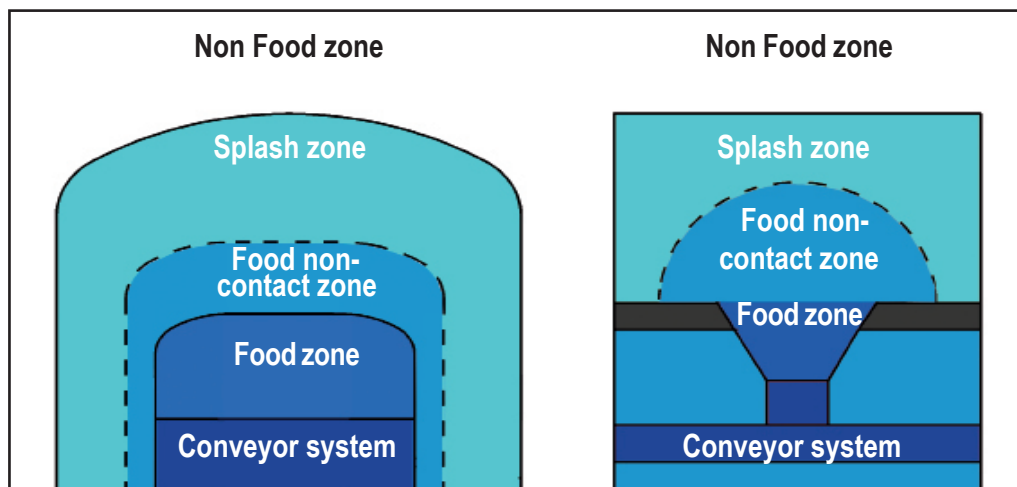 Non Food zone
Splash zone
Food non-
contact zone
Food zone
Conveyor system
Non Food zone
Splash zone
Food non-
contact zone
Food zone
Conveyor system